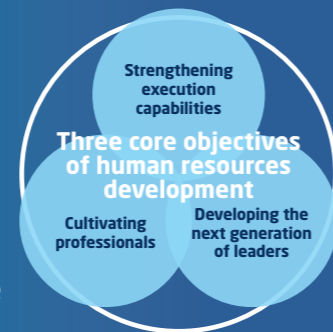 Strengthening
execution
capabilities
Three core objectives
of human resources
development
Cultivating
professionals
Developing the
next generation
of leaders